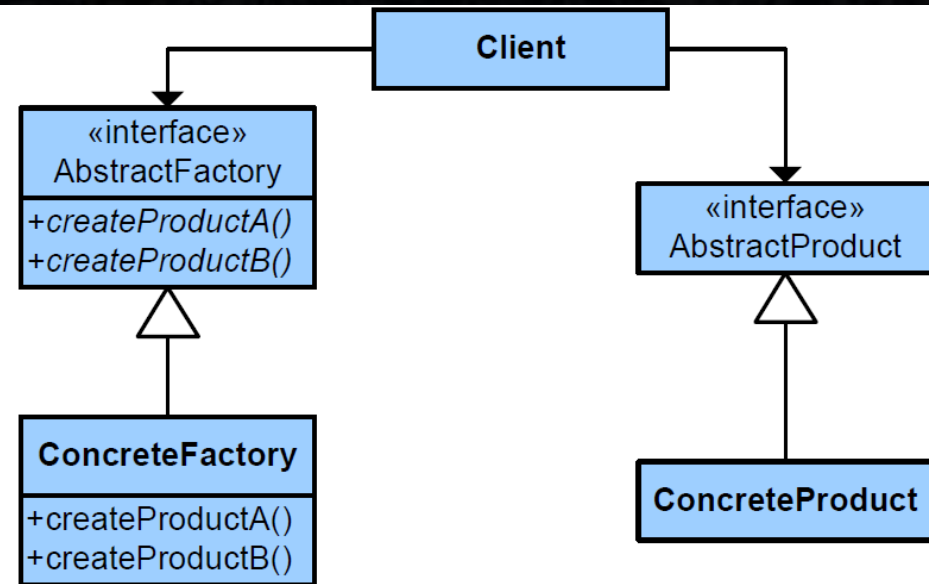 Client
«interface»
AbstractFactory
+createProductA()
+createProductB()
«interface»
AbstractProduct
ConcreteFactory
+createProductA()
+createProductB()
ConcreteProduct